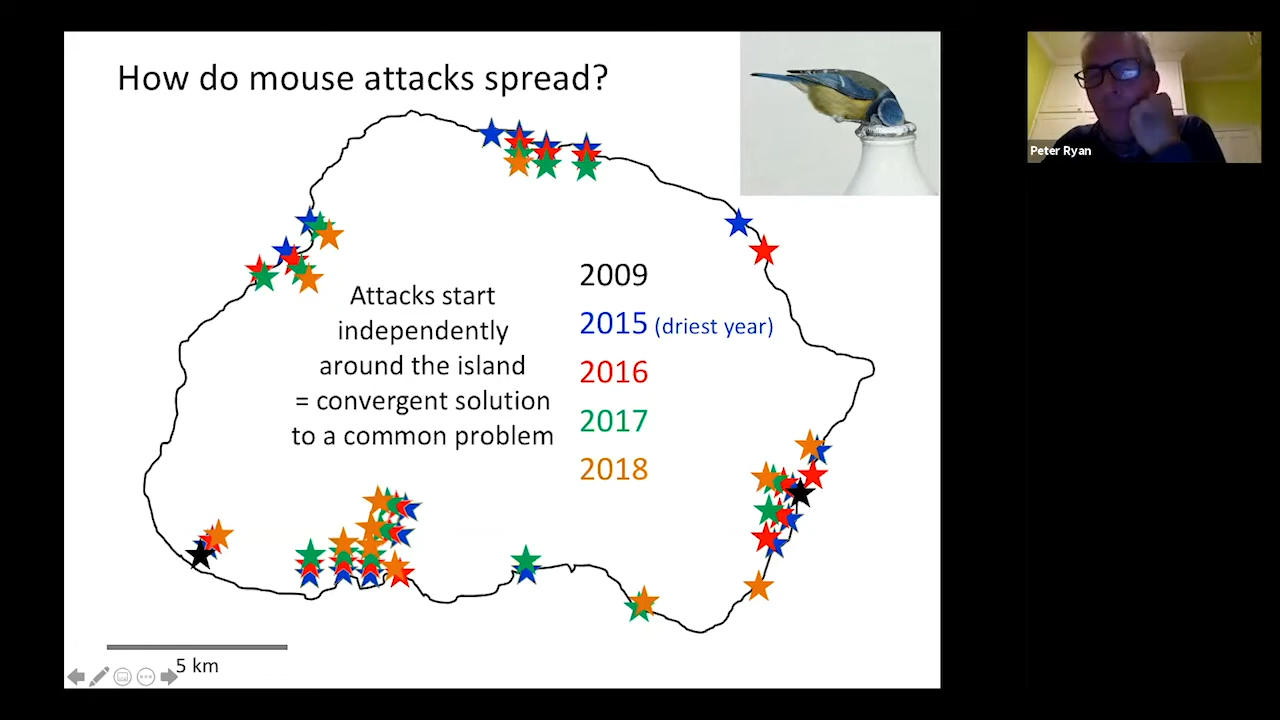 How do mouse attacks spread?
Peter Ryan
Attacks start
independently
around the island
= convergent solution
to a common problem
2009
2015 (driest year)
2016
2017
2018
5 km